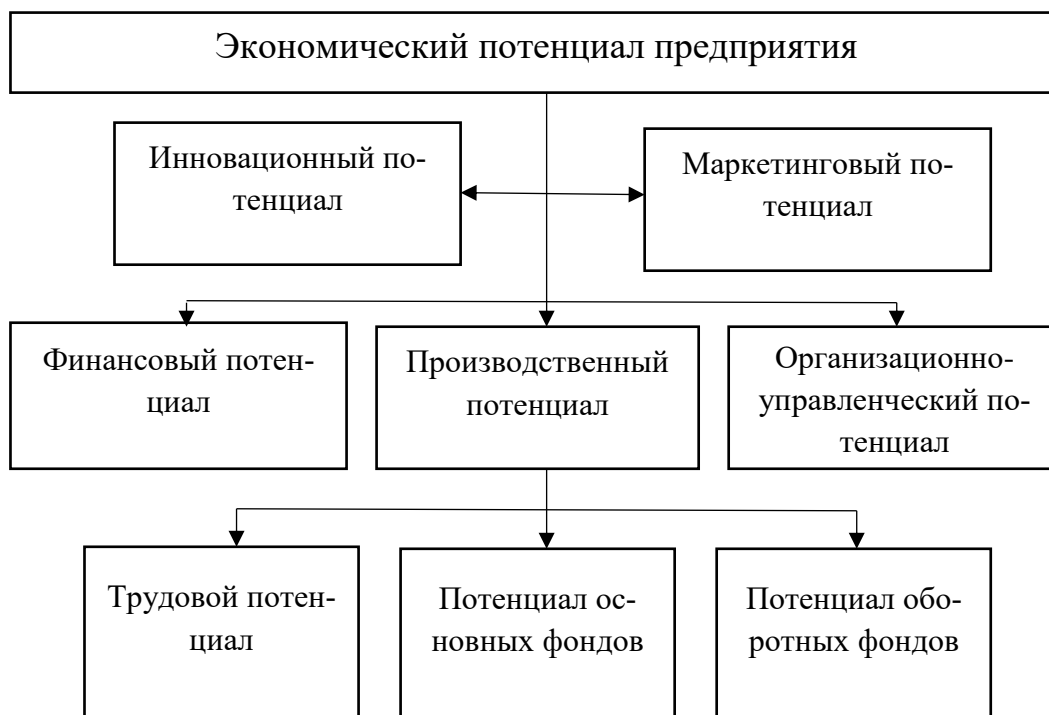 Экономический потенциал предприятия
Инновационный по-
тенциал
Маркетинговый по-
тенциал
Финансовый потен-
циал
Производственный
потенциал
Организационно-
управленческий по-
тенциал
Трудовой потен-
циал
Потенциал ос-
новных фондов
Потенциал обо-
ротных фондов